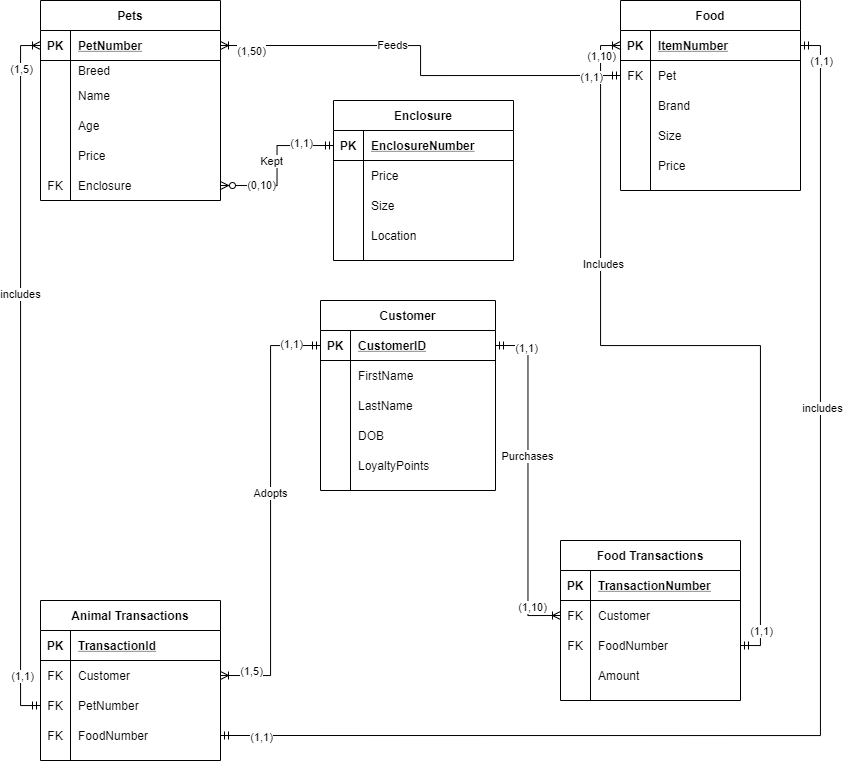 Pets
PK PetNumber
Breed
Name
Age
Price
FK Enclosure
(1,5)
(1,50)
Feeds
(1,1)
Food
PK ItemNumber
FK Pet
Brand
Size
Price
(1,10)
(1,1)
Enclosure
PK EnclosureNumber
Price
Size
Location
(1,1)
Kept
(0,10)
includes
Includes
includes
Customer
PK CustomerID
FirstName
LastName
DOB
LoyaltyPoints
(1,1)
(1,1)
Purchases
Adopts
(1,10)
(1,5)
Food Transactions
PK TransactionNumber
FK Customer
FK FoodNumber
Amount
(1,1)
Animal Transactions
PK TransactionId
FK Customer
FK PetNumber
FK FoodNumber
(1,1)
(1,1)